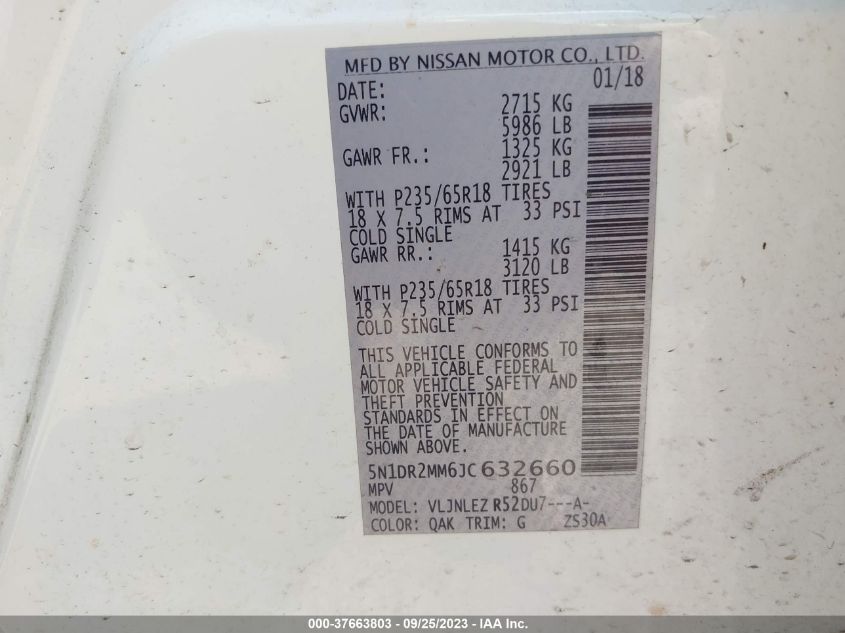 MFD BY NISSAN MOTOR CO., LTD.
DATE: 01/18
GVWR: 2715 KG
5986 LB
GAWR FR.: 1325 KG
2921 LB
WITH P235/65R18 TIRES
18 X 7.5 RIMS AT 33 PSI
COLD SINGLE
GAWR RR.: 1415 KG
3120 LB
WITH P235/65R18 TIRES
18 X 7.5 RIMS AT 33 PSI
COLD SINGLE
THIS VEHICLE CONFORMS TO
ALL APPLICABLE FEDERAL
MOTOR VEHICLE SAFETY AND
THEFT PREVENTION
STANDARDS IN EFFECT ON
THE DATE OF MANUFACTURE
SHOWN ABOVE.
5N1DR2MM6JC632660
MPV 867
MODEL: VLJNLEZ R52DU7---A-
COLOR: QAK TRIM: G ZS30A
000-37663803 - 09/25/2023 - IAA Inc.